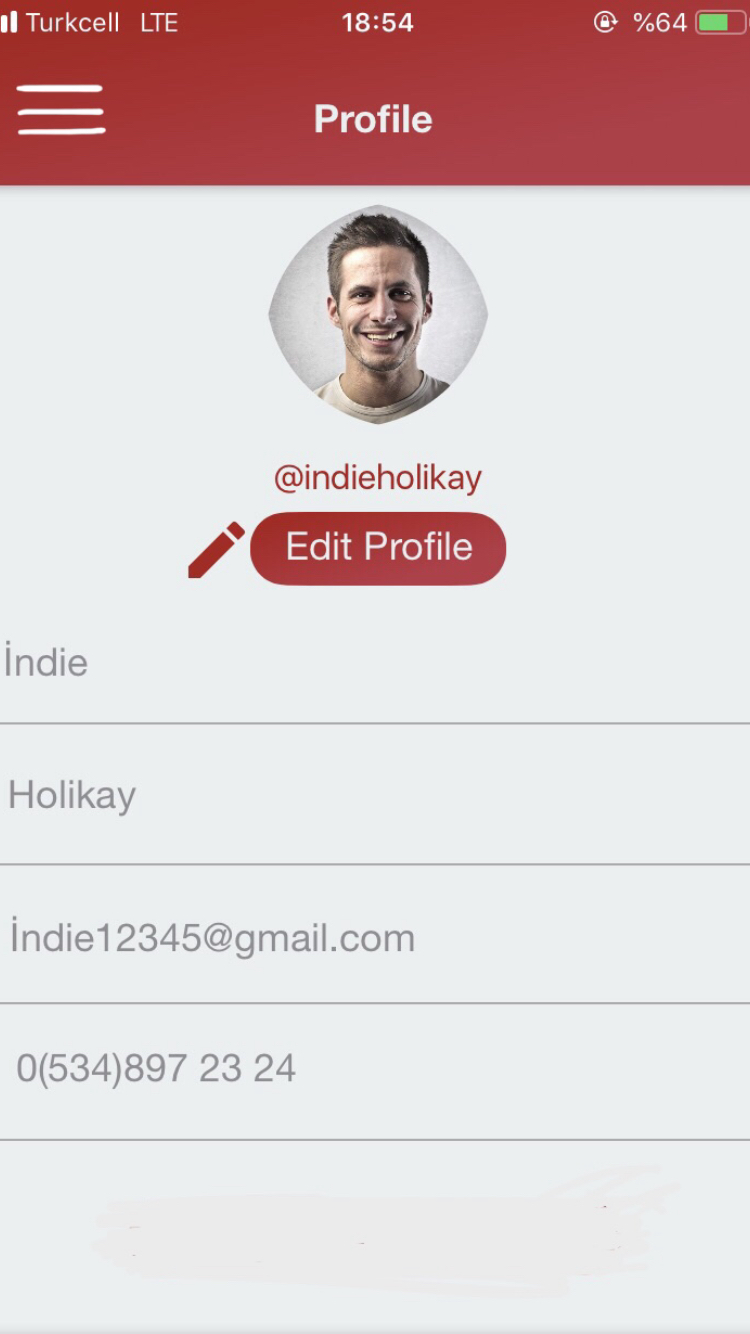 Turkcell LTE 18:54 %64
Profile
@indieholikay
Edit Profile
İndie
Holikay
İndie12345@gmail.com
0(534)897 23 24